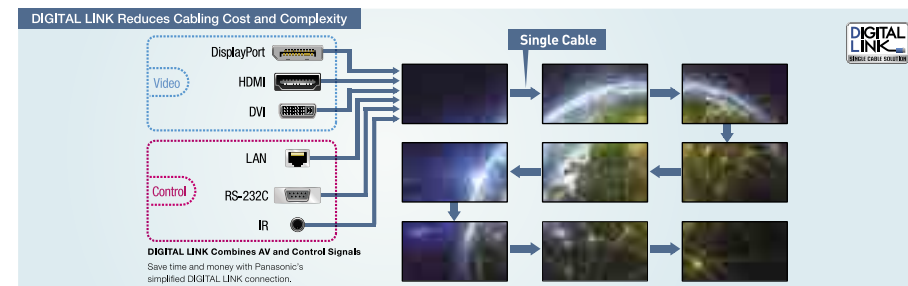 DIGITAL LINK Reduces Cabling Cost and Complexity
DisplayPort
HDMI
DVI
Video
LAN
RS-232C
IR
Control
Single Cable
DIGITAL
LINK
SINGLE CABLE SOLUTION
DIGITAL LINK Combines AV and Control Signals
Save time and money with Panasonic's
simplified DIGITAL LINK connection.